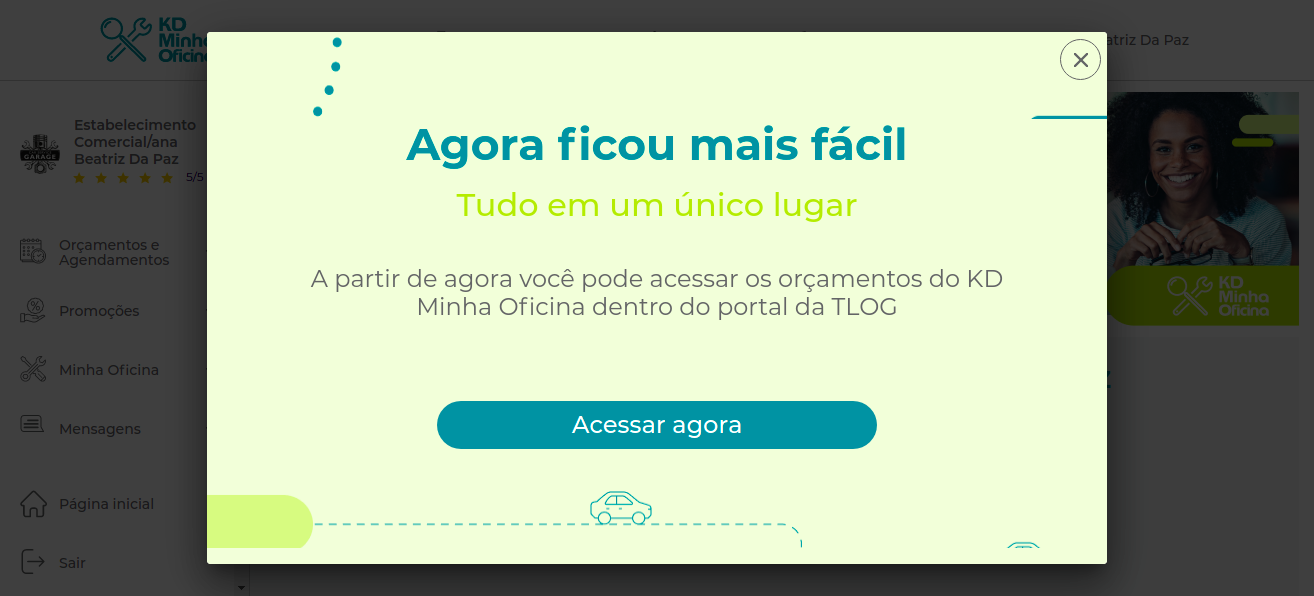 KD
Minha
Oficina
atriz Da Paz
Estabelecimento
Comercial/ana
Beatriz Da Paz
5/5
GARAGE
Orçamentos e
Agendamentos
Promoções
Minha Oficina
Mensagens
Página inicial
Sair
Agora ficou mais fácil
Tudo em um único lugar
A partir de agora você pode acessar os orçamentos do KD
Minha Oficina dentro do portal da TLOG
Acessar agora
KD
Minha
Oficina